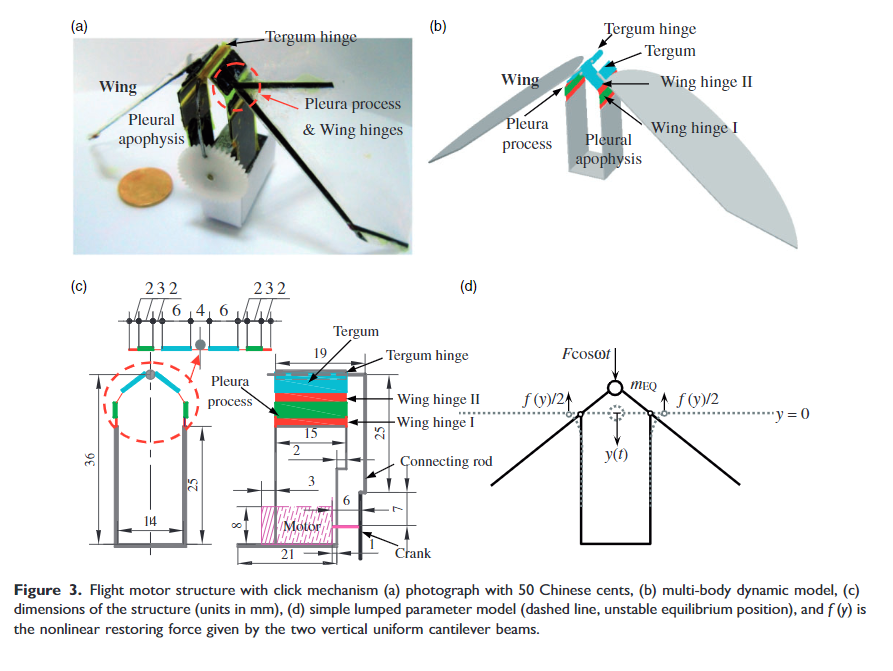 (a)
Tergum hinge
Wing
Pleural
apophysis
Pleura process
& Wing hinges
(b)
Tergum hinge
Tergum
Wing
Wing hinge II
Pleura
process
Pleural
apophysis
Wing hinge I
(c)
2 3 2
2 3 2
6 4 6
Tergum
19
Tergum hinge
Pleura
process
Wing hinge II
Wing hinge I
15
25
2
Connecting rod
36
25
3
6
7
14
8
Motor
21
1
Crank
(d)
Fcosωt
mEQ
f(y)/2
f(y)/2
y = 0
y(t)
Figure 3. Flight motor structure with click mechanism (a) photograph with 50 Chinese cents, (b) multi-body dynamic model, (c)
dimensions of the structure (units in mm), (d) simple lumped parameter model (dashed line, unstable equilibrium position), and f (y) is
the nonlinear restoring force given by the two vertical uniform cantilever beams.